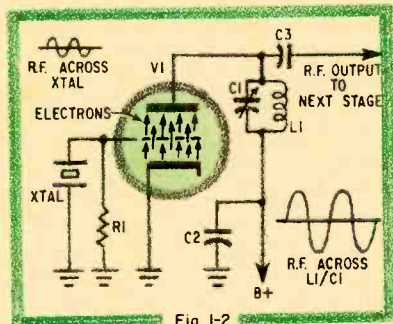 R.F. ACROSS
XTAL
V1
C3
R.F. OUTPUT
TO
NEXT STAGE
ELECTRONS
C1
L1
XTAL
R1
C2
R.F. ACROSS
L1/C1
B+
Fig. 1-2